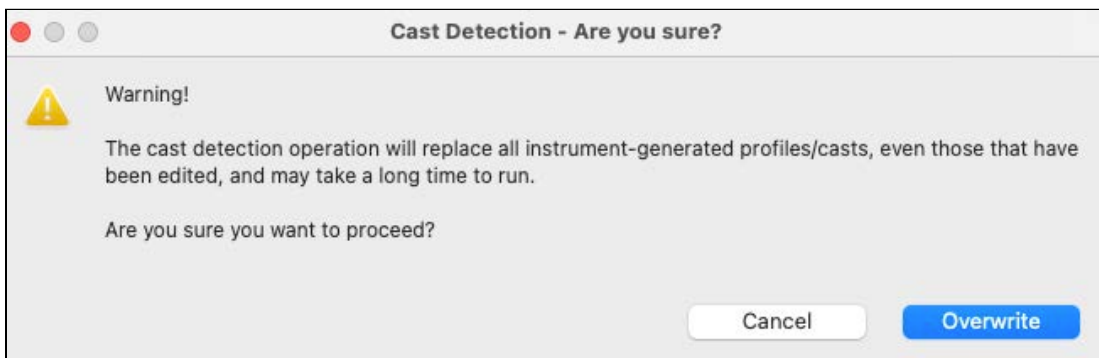 Cast Detection - Are you sure?
Warning!
The cast detection operation will replace all instrument-generated profiles/casts, even those that have
been edited, and may take a long time to run.
Are you sure you want to proceed?
Cancel
Overwrite